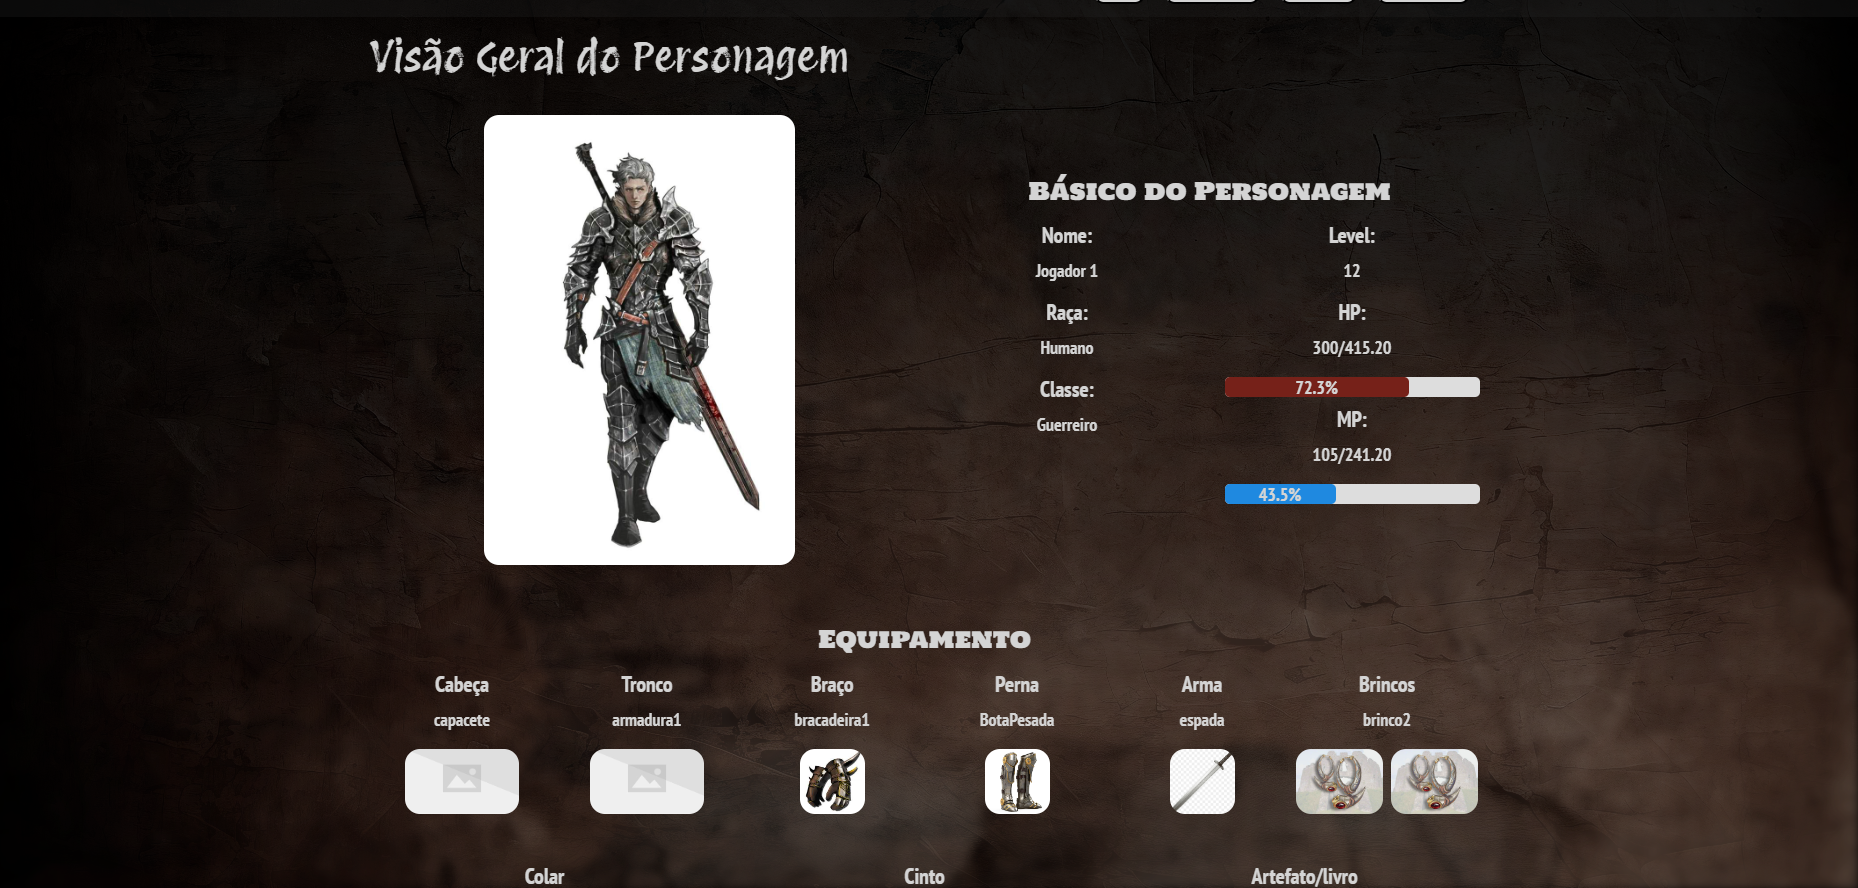 Visão Geral do Personagem
Básico do Personagem
Nome:
Jogador 1
Raça:
Humano
Classe:
Guerreiro
Level:
12
HP:
300/415.20
72.3%
MP:
105/241.20
43.5%
Equipamento
Cabeça
capacete
Tronco
armadura1
Braço
bracadeira1
Perna
BotaPesada
Arma
espada
Brincos
brinco2
Colar
Cinto
Artefato/livro